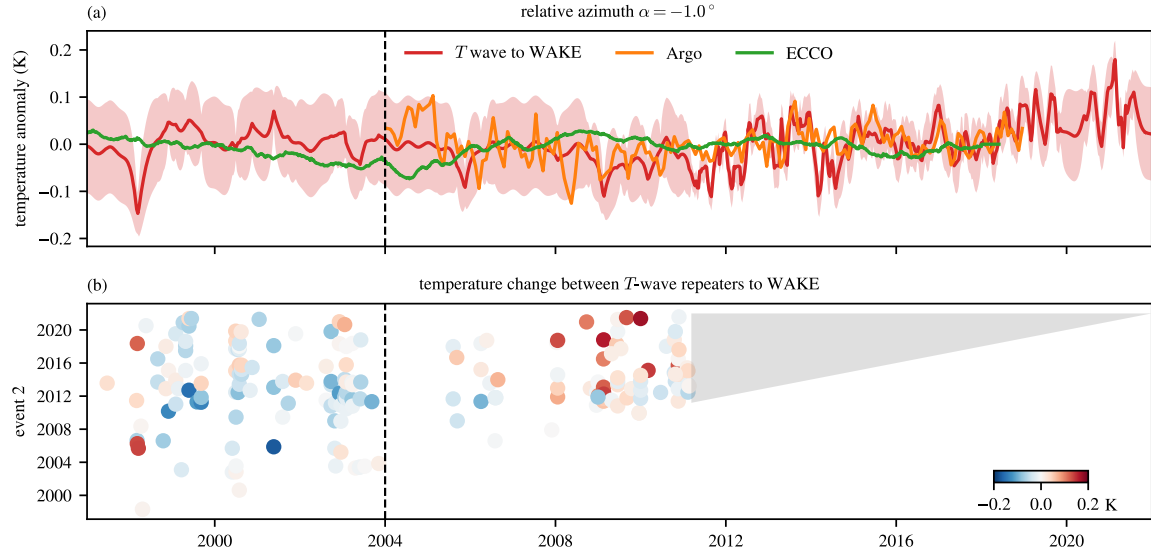 (a)
relative azimuth α = −1.0°
T wave to WAKE
Argo
ECCO
temperature anomaly (K)
0.2
0.1
0.0
−0.1
−0.2
(b)
temperature change between T-wave repeaters to WAKE
event 2
2020
2016
2012
2008
2004
2000
−0.2
0.0
0.2
K
2000
2004
2008
2012
2016
2020